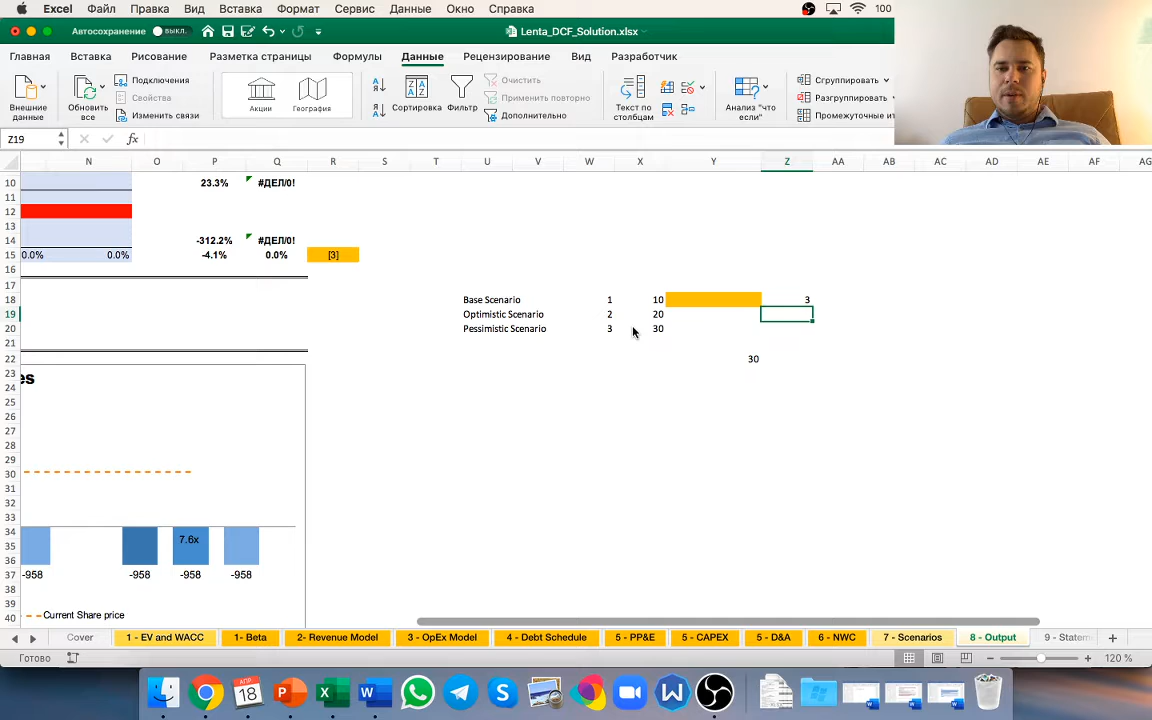 Excel Файл Правка Вид Вставка Формат Сервис Данные Окно Справка 100
Автосохранение ВЫКЛ. Lenta_DCF_Solution.xlsx
Главная Вставка Рисование Разметка страницы Формулы Данные Рецензирование Вид Разработчик
Внешние данные
Обновить все
Подключения
Свойства
Изменить связи
Акции География
Сортировка Фильтр
Очистить
Применить повторно
Дополнительно
Текст по столбцам
Анализ "что если"
Сгруппировать
Разгруппировать
Промежуточные и
Z19 fx
N O P Q R S T U V W X Y Z AA AB AC AD AE AF AG
10 23.3% #ДЕЛ/0!
11
12
13
14 -312.2% #ДЕЛ/0!
15 0.0% 0.0% -4.1% 0.0% [3]
16
17
18 Base Scenario 1 10 3
19 Optimistic Scenario 2 20
20 Pessimistic Scenario 3 30
21
22 30
23 es
24
25
26
27
28
29
30
31
32
33
34
35 7.6x
36
37 -958 -958 -958 -958
38
39 Current Share price
40
Cover 1 - EV and WACC 1- Beta 2- Revenue Model 3 - OpEx Model 4 - Debt Schedule 5 - PP&E 5 - CAPEX 5 - D&A 6 - NWC 7 - Scenarios 8 - Output 9 - Statem
Готово 120 %
АПР
18